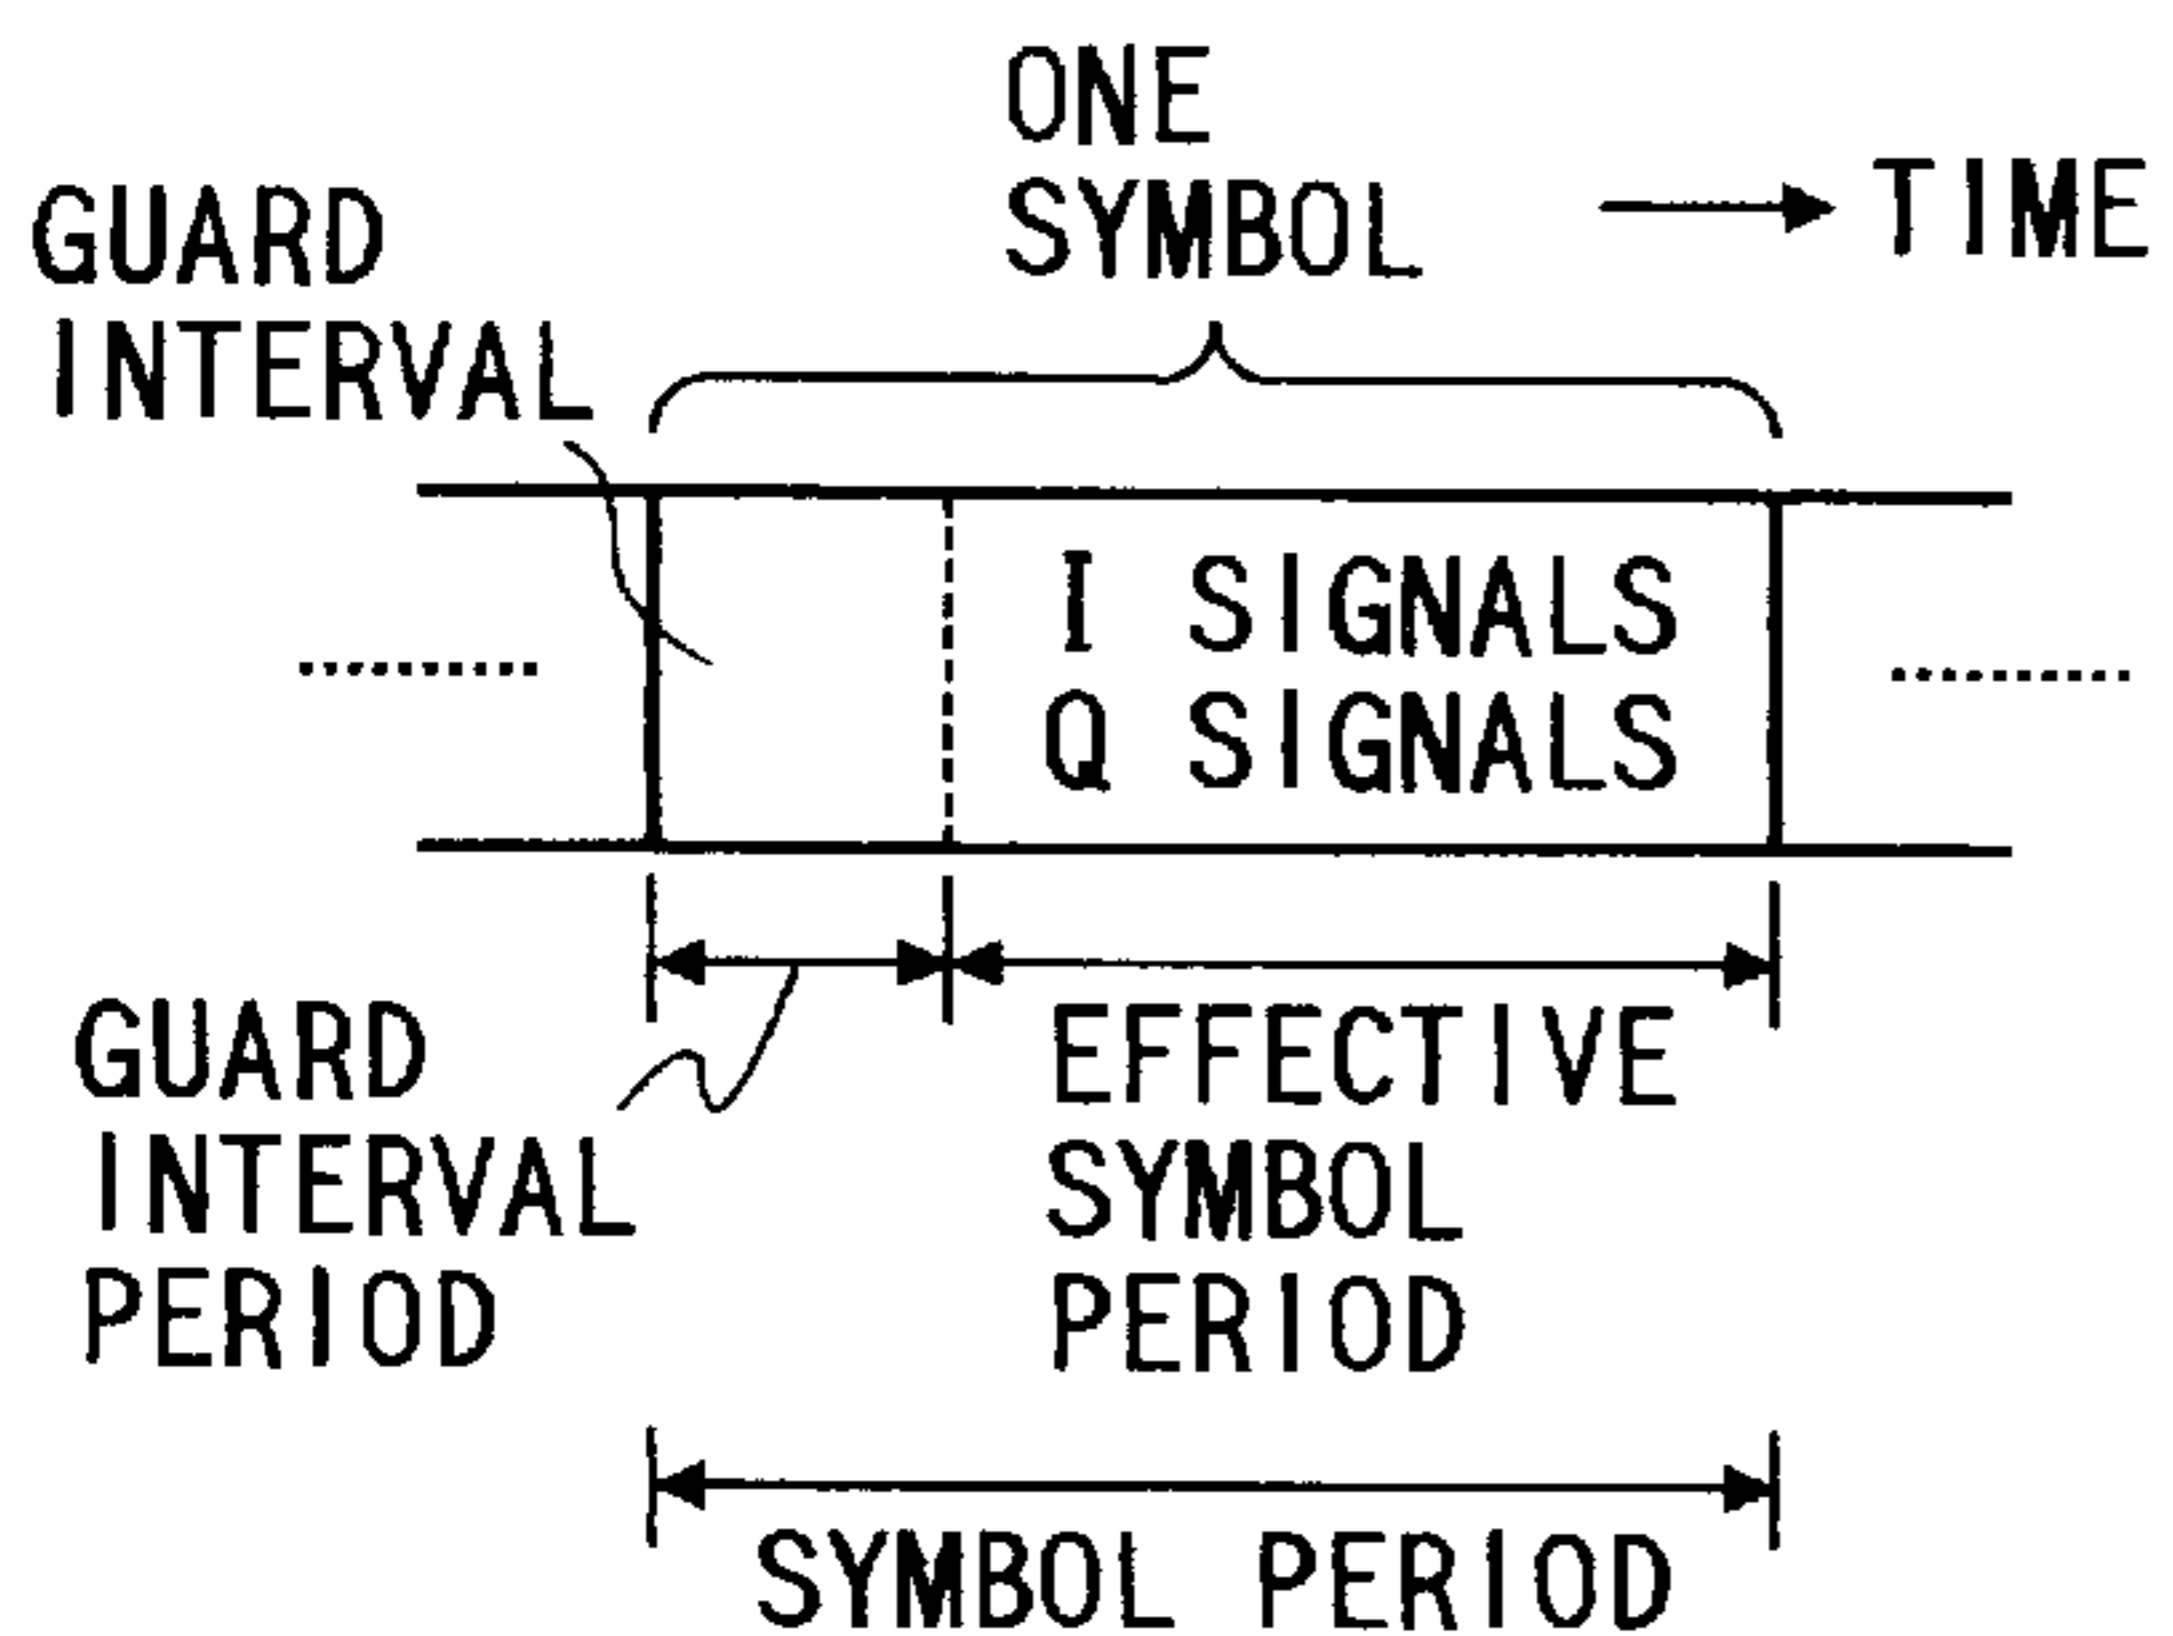 ONE
SYMBOL
TIME
GUARD
INTERVAL
I SIGNALS
Q SIGNALS
GUARD
INTERVAL
PERIOD
EFFECTIVE
SYMBOL
PERIOD
SYMBOL PERIOD